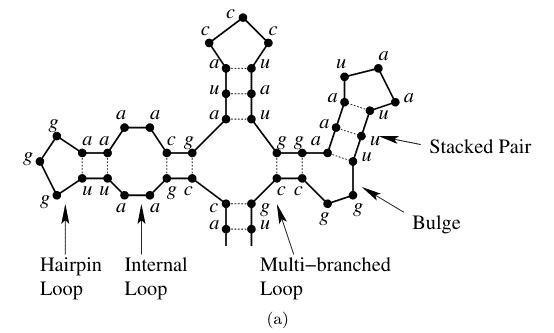 c
c c
a u
u a
a u
u a
a a
a u
a a
a a c g g g a u
g
g
g u u g c c c u
a a g g
c g
a u
Stacked Pair
Bulge
Hairpin Internal Multi−branched
Loop Loop Loop
(a)